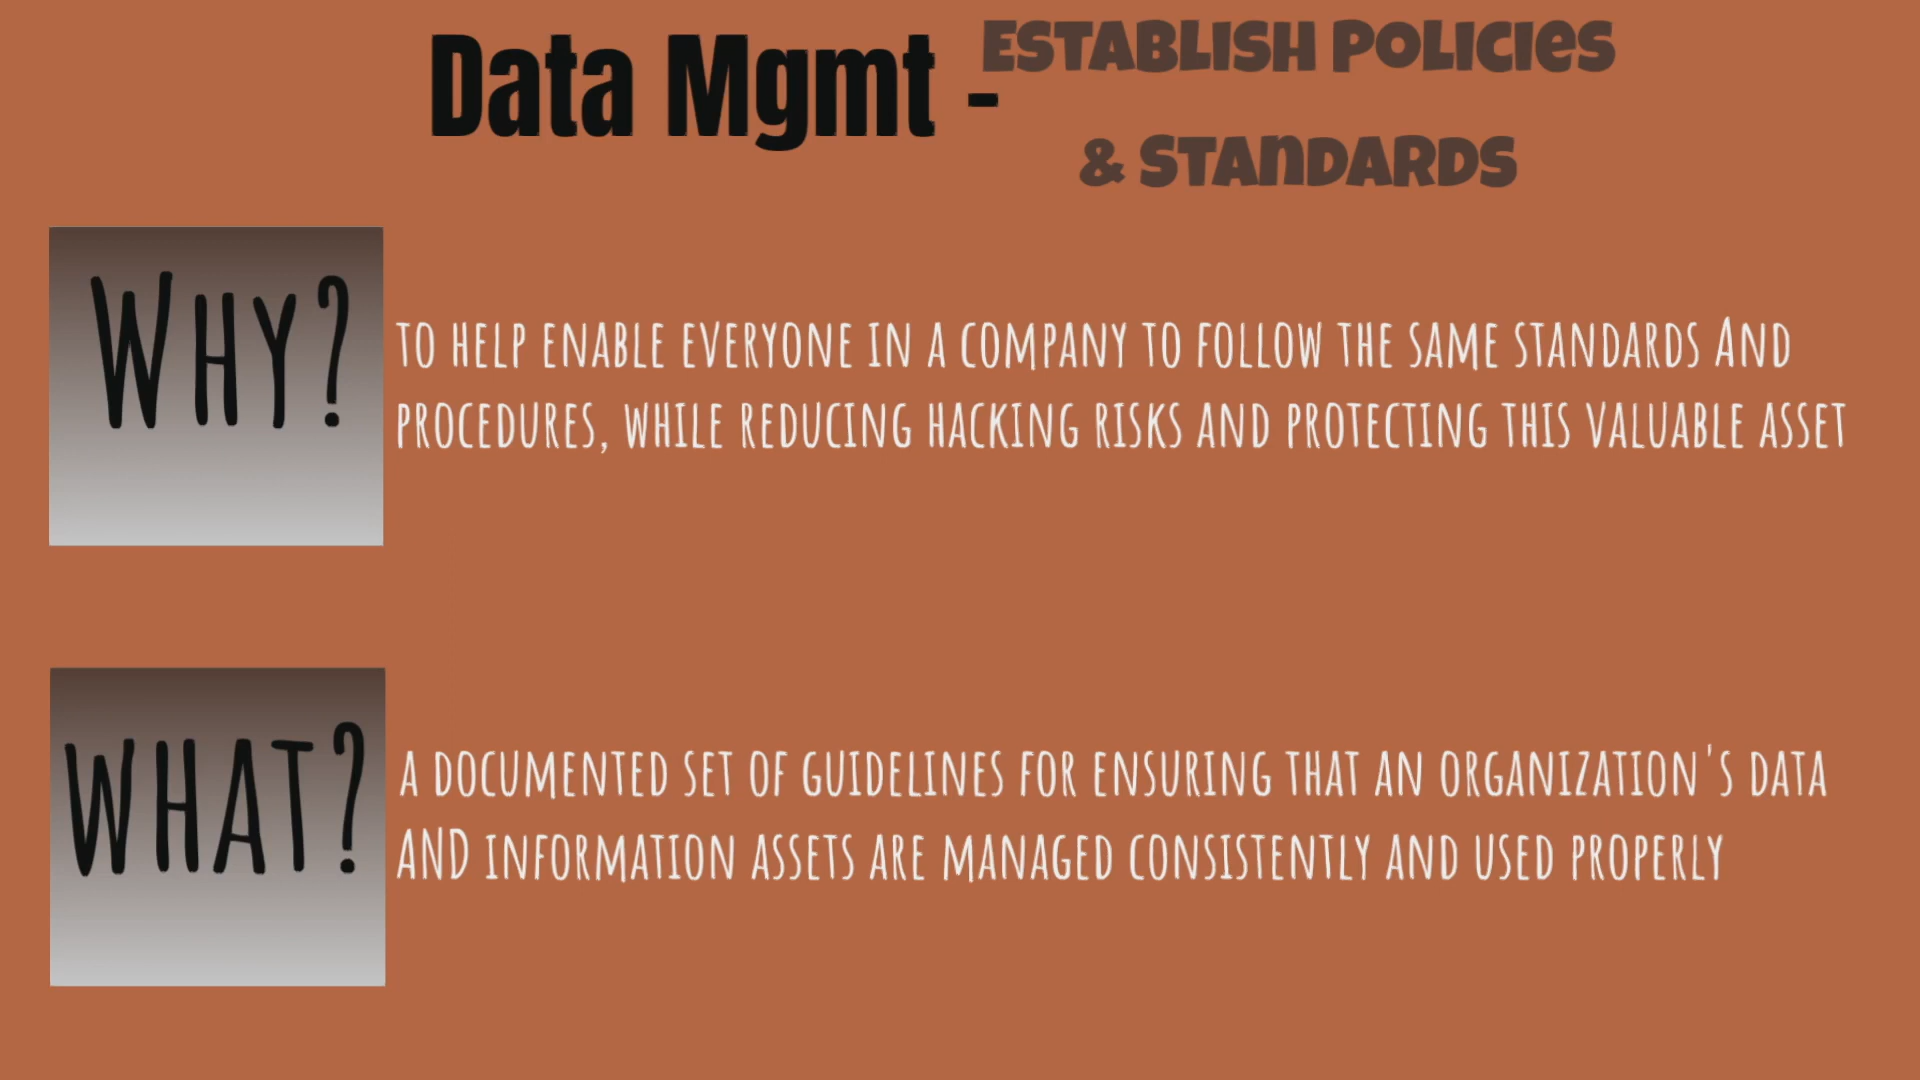 Data Mgmt -
ESTABLISH POLICIES
& STANDARDS
WHY?
TO HELP ENABLE EVERYONE IN A COMPANY TO FOLLOW THE SAME STANDARDS AND
PROCEDURES, WHILE REDUCING HACKING RISKS AND PROTECTING THIS VALUABLE ASSET
WHAT?
A DOCUMENTED SET OF GUIDELINES FOR ENSURING THAT AN ORGANIZATION'S DATA
AND INFORMATION ASSETS ARE MANAGED CONSISTENTLY AND USED PROPERLY